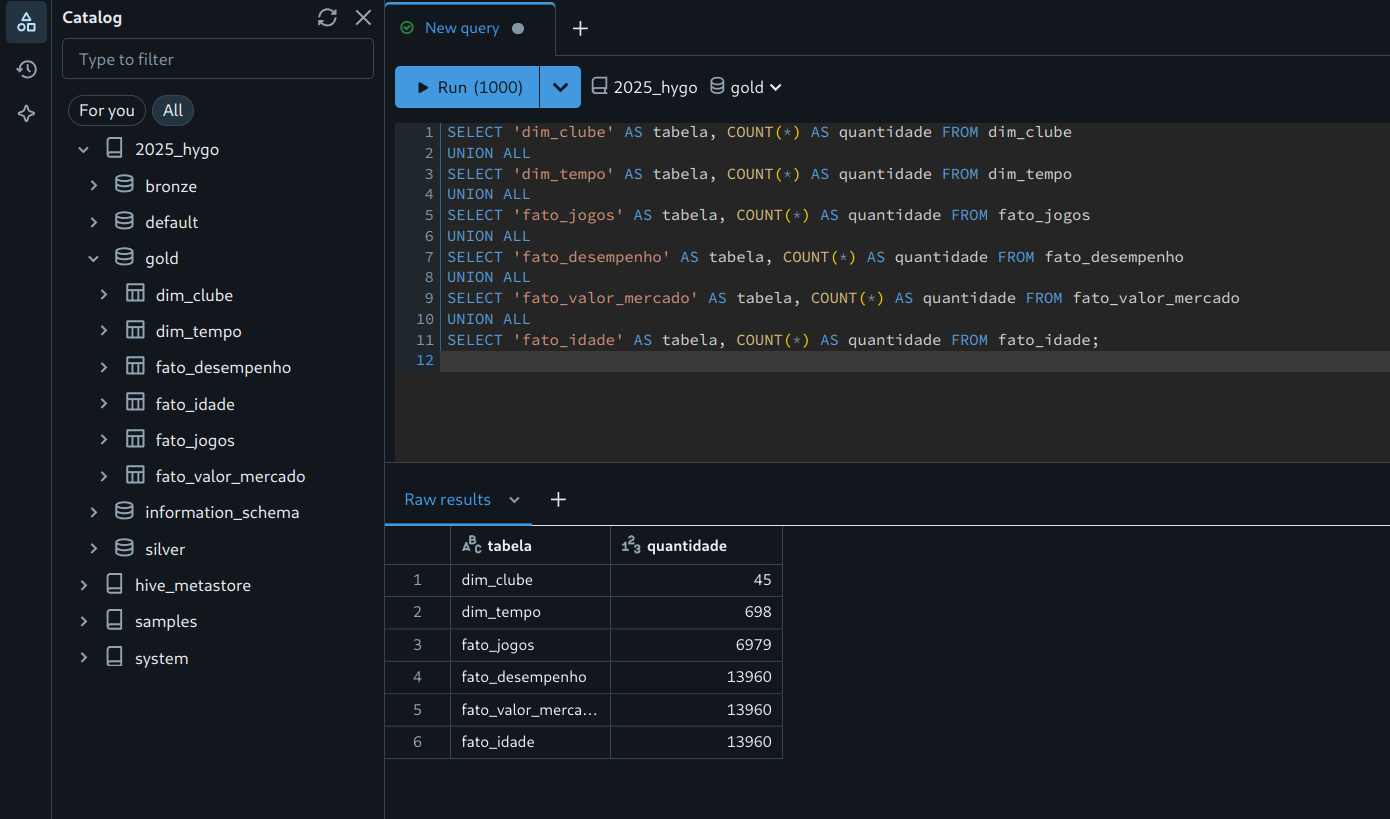 Catalog
Type to filter
For you
All
2025_hygo
bronze
default
gold
dim_clube
dim_tempo
fato_desempenho
fato_idade
fato_jogos
fato_valor_mercado
information_schema
silver
hive_metastore
samples
system
New query
Run (1000)
2025_hygo
gold
1 SELECT 'dim_clube' AS tabela, COUNT(*) AS quantidade FROM dim_clube
2 UNION ALL
3 SELECT 'dim_tempo' AS tabela, COUNT(*) AS quantidade FROM dim_tempo
4 UNION ALL
5 SELECT 'fato_jogos' AS tabela, COUNT(*) AS quantidade FROM fato_jogos
6 UNION ALL
7 SELECT 'fato_desempenho' AS tabela, COUNT(*) AS quantidade FROM fato_desempenho
8 UNION ALL
9 SELECT 'fato_valor_mercado' AS tabela, COUNT(*) AS quantidade FROM fato_valor_mercado
10 UNION ALL
11 SELECT 'fato_idade' AS tabela, COUNT(*) AS quantidade FROM fato_idade;
12
Raw results
ABC tabela 123 quantidade
1 dim_clube 45
2 dim_tempo 698
3 fato_jogos 6979
4 fato_desempenho 13960
5 fato_valor_merca... 13960
6 fato_idade 13960